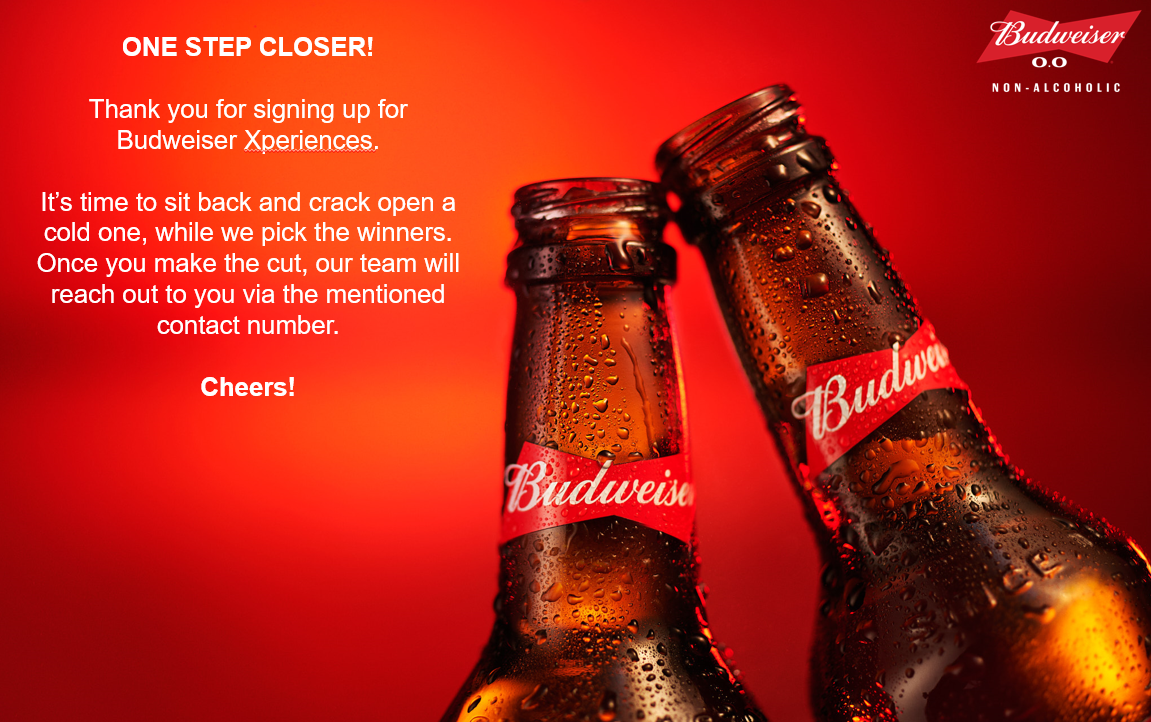 ONE STEP CLOSER!
Thank you for signing up for
Budweiser Xperiences.
It's time to sit back and crack open a
cold one, while we pick the winners.
Once you make the cut, our team will
reach out to you via the mentioned
contact number.
Cheers!
Budweiser
0.0
NON-ALCOHOLIC
Budweiser
Budwei